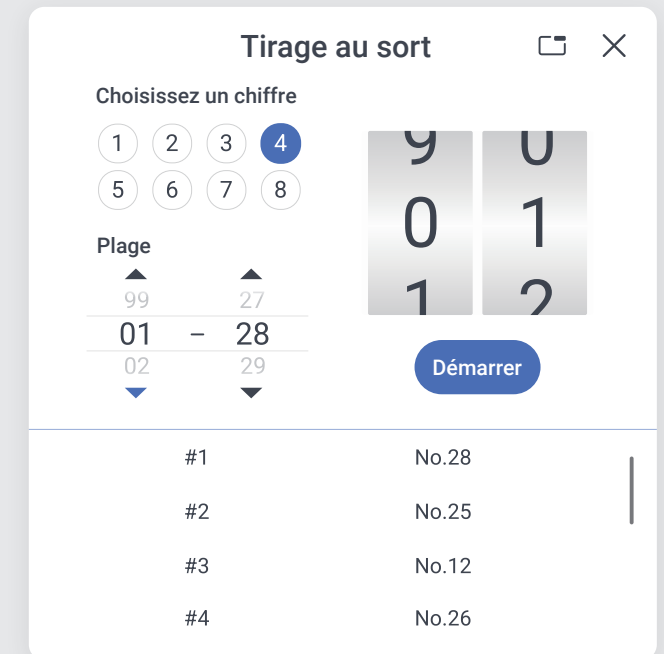 Tirage au sort
Choisissez un chiffre
1 2 3 4
5 6 7 8
Plage
99 27
01 – 28
02 29
9 0
0 1
1 2
Démarrer
#1 No.28
#2 No.25
#3 No.12
#4 No.26